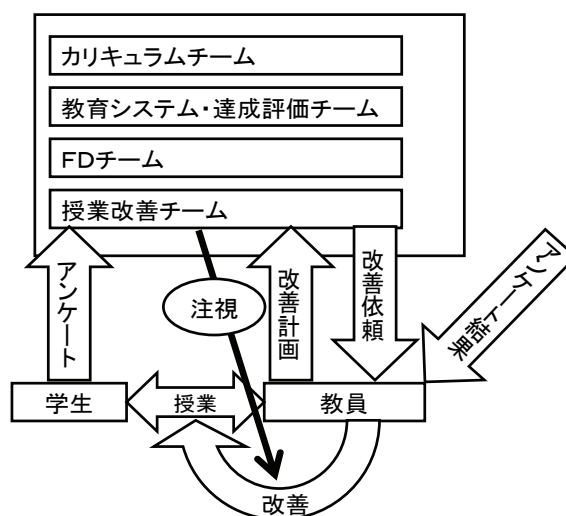 カリキュラムチーム
教育システム・達成評価チーム
FDチーム
授業改善チーム
アンケート
注視
改善計画
改善依頼
アンケート結果
学生
授業
教員
改善